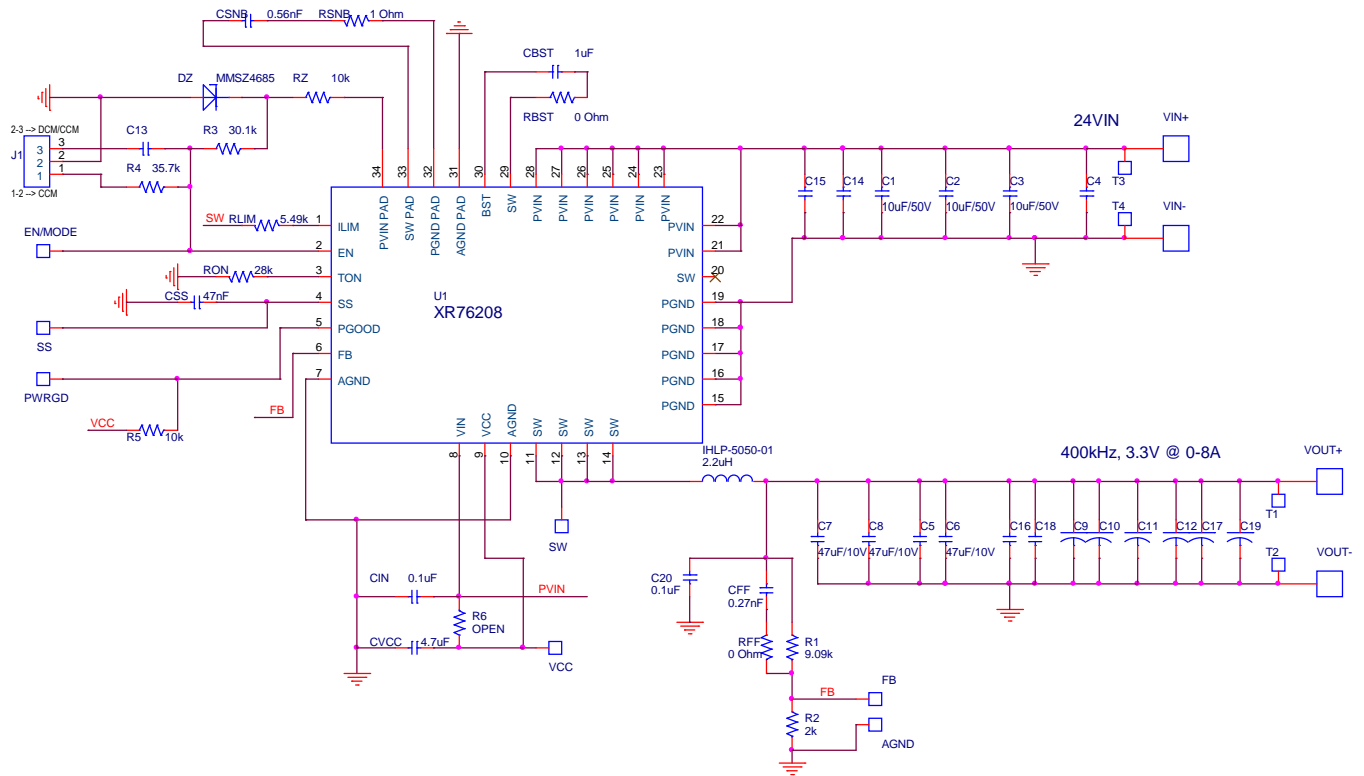 CSNB 0.56nF RSNB 1 Ohm
CBST 1uF
RBST 0 Ohm
DZ MMSZ4685 RZ 10k
2-3 --> DCM/CCM
J1
3
2
1
3
2
1
1-2 --> CCM
C13 R3 30.1k
R4 35.7k
24VIN
VIN+
T3
T4
VIN-
C15 C14 C1 C2 C3 C4
10uF/50V 10uF/50V 10uF/50V
34 33 32 31 30 29 28 27 26 25 24 23
PVIN PAD SW PAD PGND PAD AGND PAD BST SW PVIN PVIN PVIN PVIN PVIN PVIN
SW RLIM 5.49k 1 ILIM
EN/MODE 2 EN
RON 28k 3 TON
CSS 47nF 4 SS
SS
5 PGOOD
6 FB
7 AGND
PWRGD
FB
VCC
R5 10k
U1
XR76208
PVIN 22
PVIN 21
SW 20
PGND 19
PGND 18
PGND 17
PGND 16
PGND 15
VIN VCC AGND SW SW SW SW
8 9 10 11 12 13 14
IHLP-5050-01
2.2uH
SW
400kHz, 3.3V @ 0-8A
VOUT+
T1
T2
VOUT-
C7 C8 C5 C6 C16 C18 C9 C10 C11 C12 C17 C19
47uF/10V 47uF/10V 47uF/10V
CIN 0.1uF PVIN
R6
OPEN
CVCC 4.7uF
VCC
C20
0.1uF
CFF
0.27nF
RFF
0 Ohm
R1
9.09k
FB
FB
R2
2k
AGND